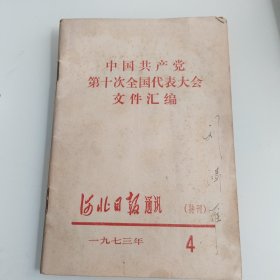 中国共产党
第十次全国代表大会
文件汇编
河北日报通讯
(特刊)
一九七三年
4